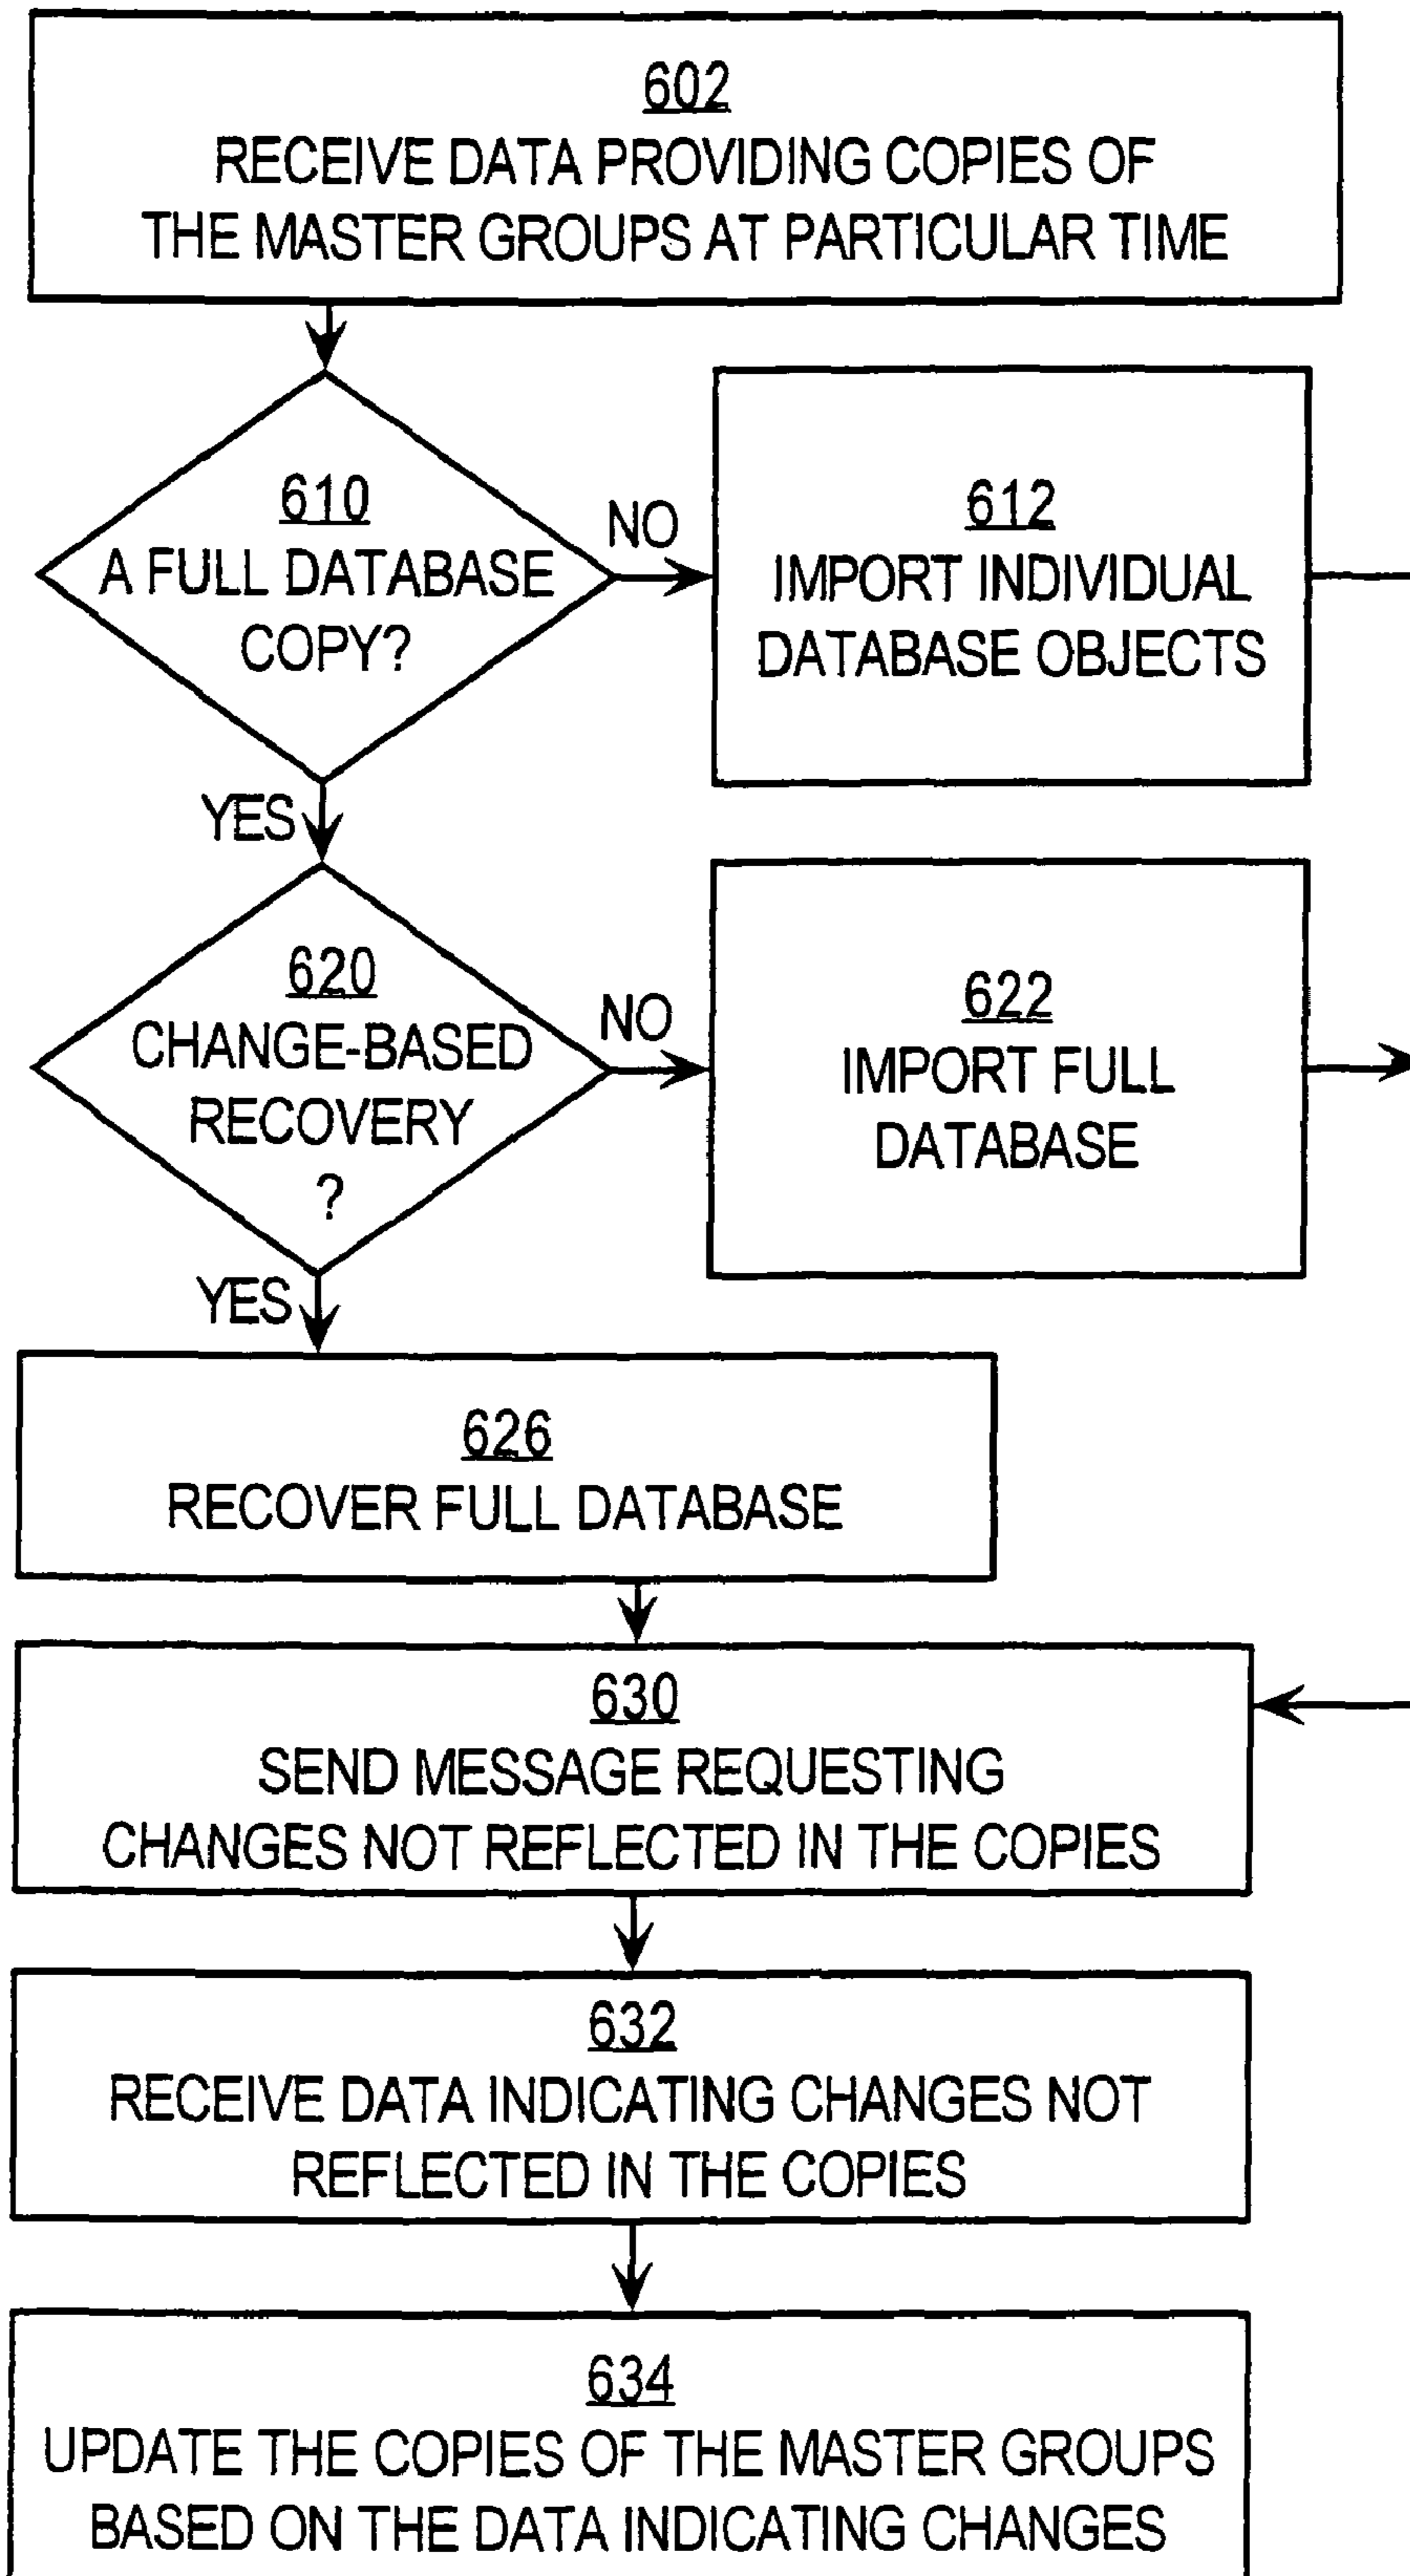 602
RECEIVE DATA PROVIDING COPIES OF
THE MASTER GROUPS AT PARTICULAR TIME
610
A FULL DATABASE
COPY?
NO
612
IMPORT INDIVIDUAL
DATABASE OBJECTS
YES
620
CHANGE-BASED
RECOVERY
?
NO
622
IMPORT FULL
DATABASE
YES
626
RECOVER FULL DATABASE
630
SEND MESSAGE REQUESTING
CHANGES NOT REFLECTED IN THE COPIES
632
RECEIVE DATA INDICATING CHANGES NOT
REFLECTED IN THE COPIES
634
UPDATE THE COPIES OF THE MASTER GROUPS
BASED ON THE DATA INDICATING CHANGES